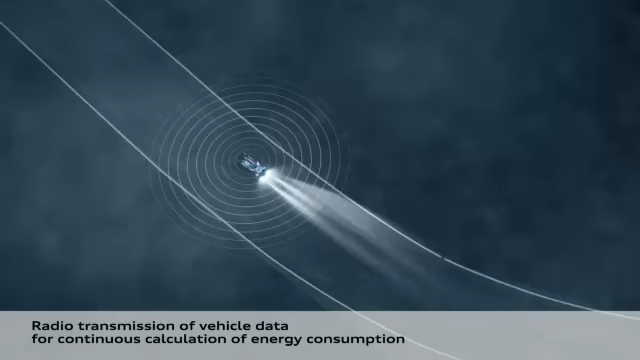 Radio transmission of vehicle data
for continuous calculation of energy consumption